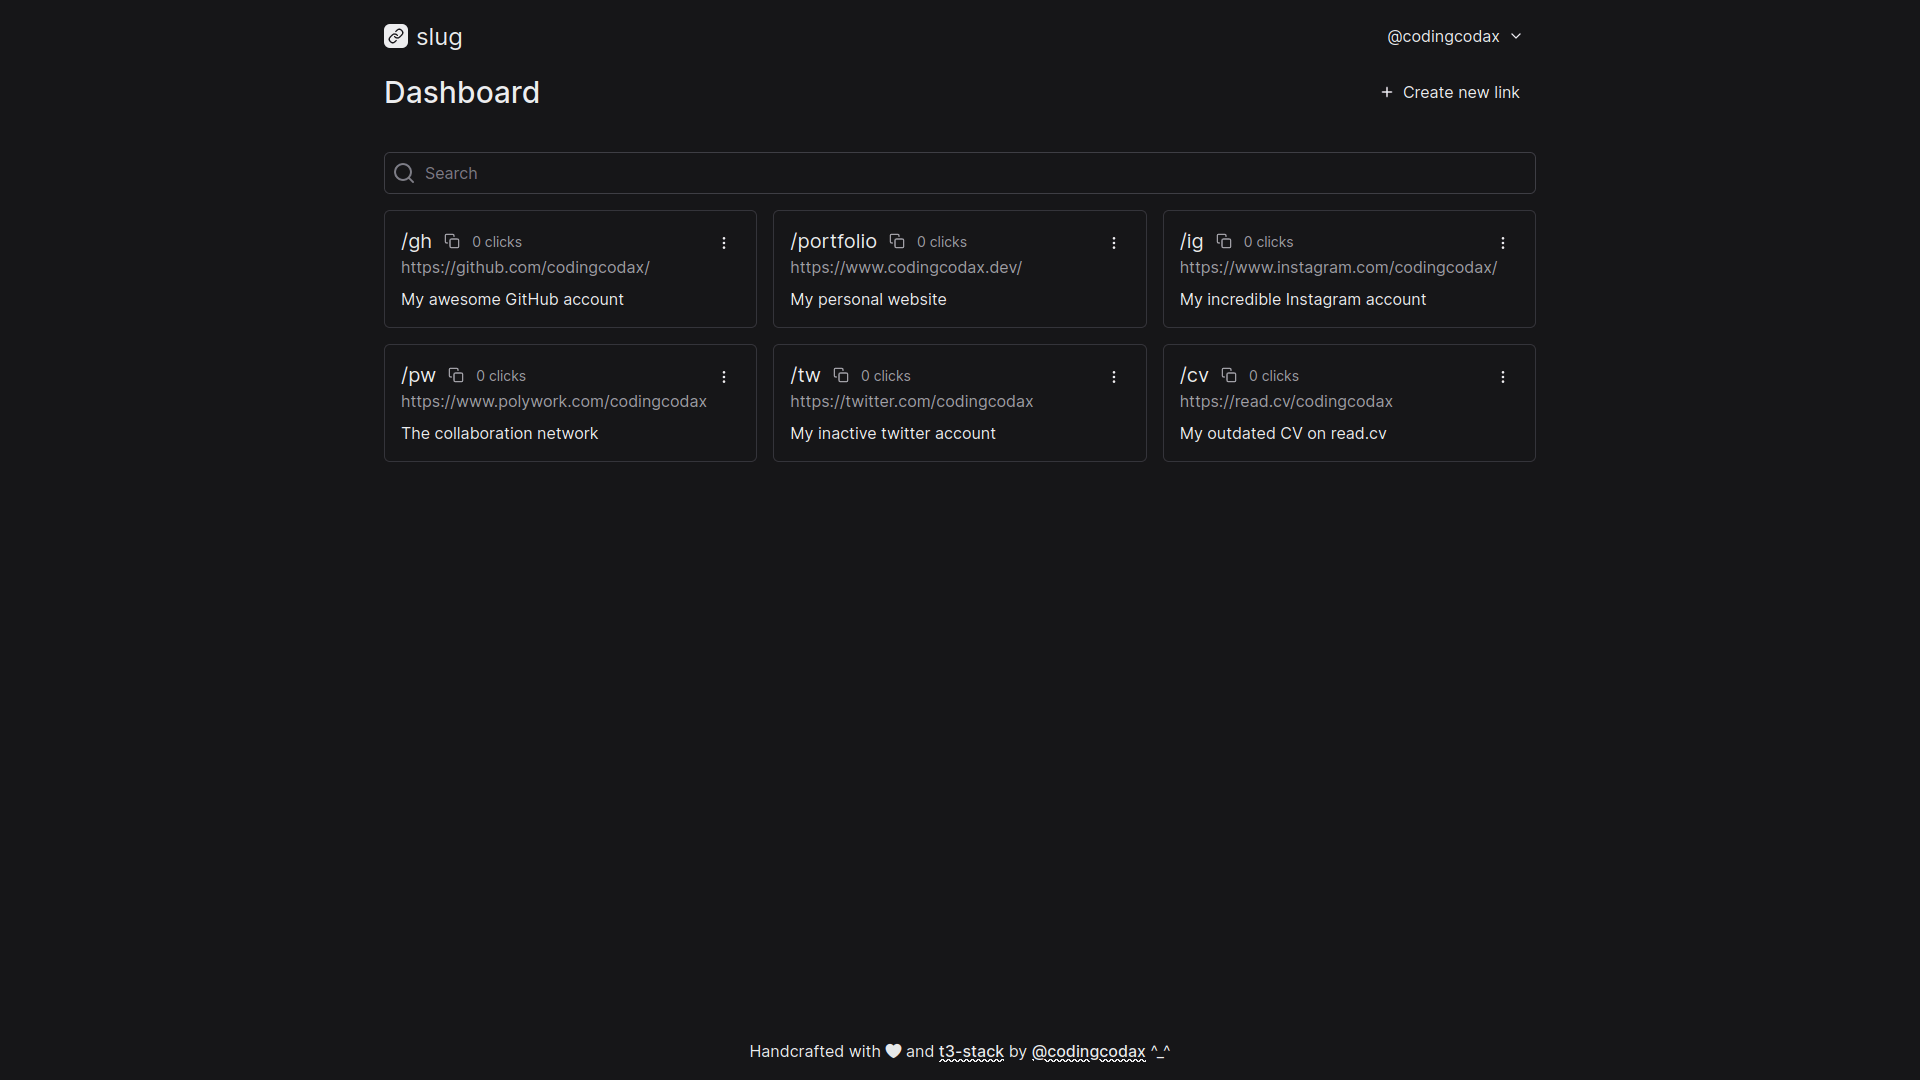 slug
@codingcodax
Dashboard
+ Create new link
Search
/gh 0 clicks
https://github.com/codingcodax/
My awesome GitHub account
/portfolio 0 clicks
https://www.codingcodax.dev/
My personal website
/ig 0 clicks
https://www.instagram.com/codingcodax/
My incredible Instagram account
/pw 0 clicks
https://www.polywork.com/codingcodax
The collaboration network
/tw 0 clicks
https://twitter.com/codingcodax
My inactive twitter account
/cv 0 clicks
https://read.cv/codingcodax
My outdated CV on read.cv
Handcrafted with 🤍 and t3-stack by @codingcodax ^_^